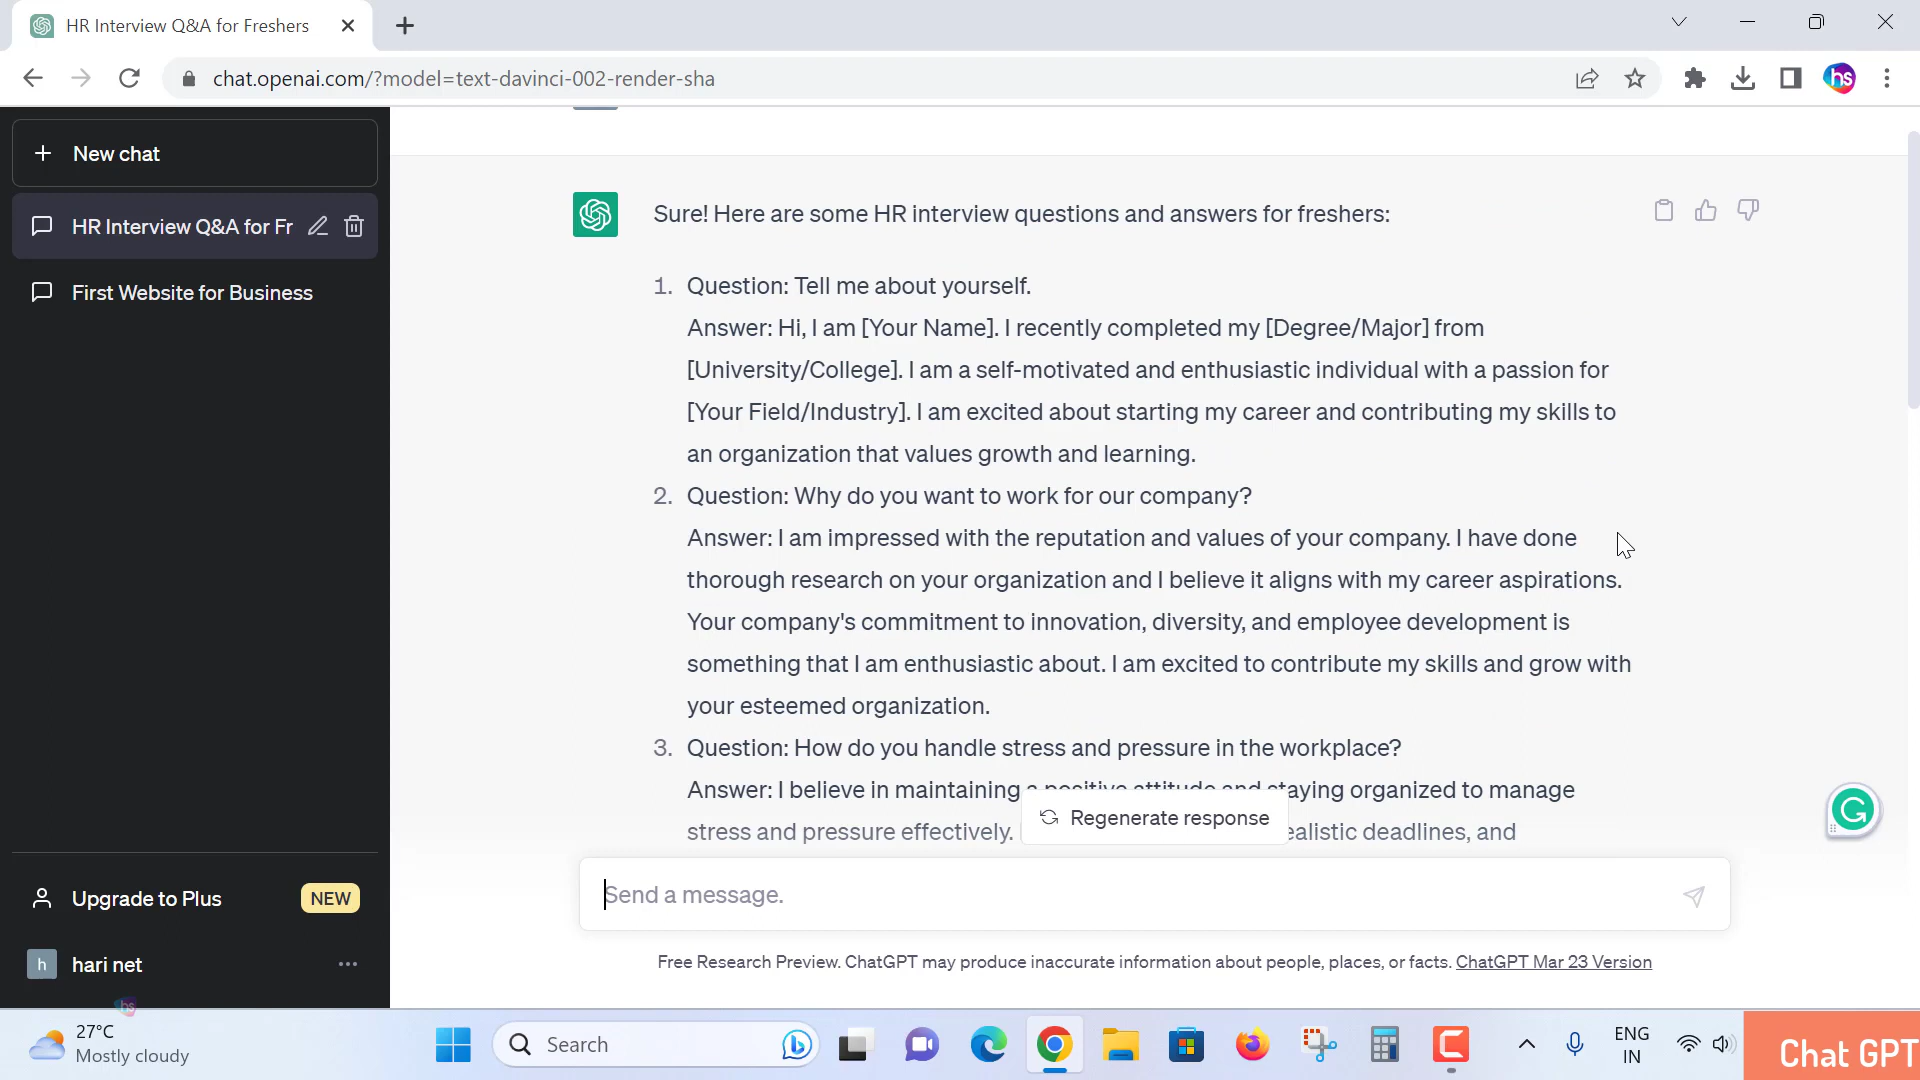 HR Interview Q&A for Freshers
chat.openai.com/?model=text-davinci-002-render-sha
hs
New chat
HR Interview Q&A for Fr
First Website for Business
Sure! Here are some HR interview questions and answers for freshers:
1. Question: Tell me about yourself.
Answer: Hi, I am [Your Name]. I recently completed my [Degree/Major] from
[University/College]. I am a self-motivated and enthusiastic individual with a passion for
[Your Field/Industry]. I am excited about starting my career and contributing my skills to
an organization that values growth and learning.
2. Question: Why do you want to work for our company?
Answer: I am impressed with the reputation and values of your company. I have done
thorough research on your organization and I believe it aligns with my career aspirations.
Your company's commitment to innovation, diversity, and employee development is
something that I am enthusiastic about. I am excited to contribute my skills and grow with
your esteemed organization.
3. Question: How do you handle stress and pressure in the workplace?
Answer: I believe in maintaining a positive attitude and staying organized to manage
stress and pressure effectively. realistic deadlines, and
Regenerate response
Send a message.
Free Research Preview. ChatGPT may produce inaccurate information about people, places, or facts. ChatGPT Mar 23 Version
Upgrade to Plus NEW
h hari net
hs
27°C
Mostly cloudy
Search
ENG
IN
Chat GPT